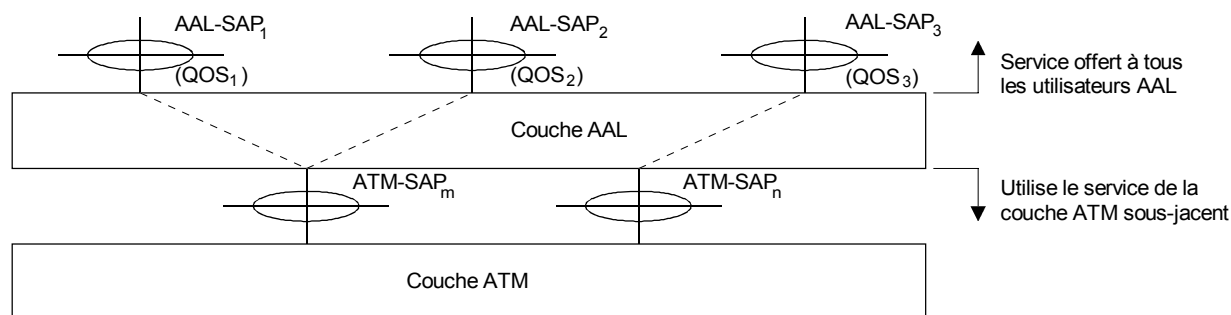 AAL-SAP1
AAL-SAP2
AAL-SAP3
(QOS1)
(QOS2)
(QOS3)
Service offert à tous
les utilisateurs AAL
Couche AAL
ATM-SAPm
ATM-SAPn
Utilise le service de la
couche ATM sous-jacent
Couche ATM